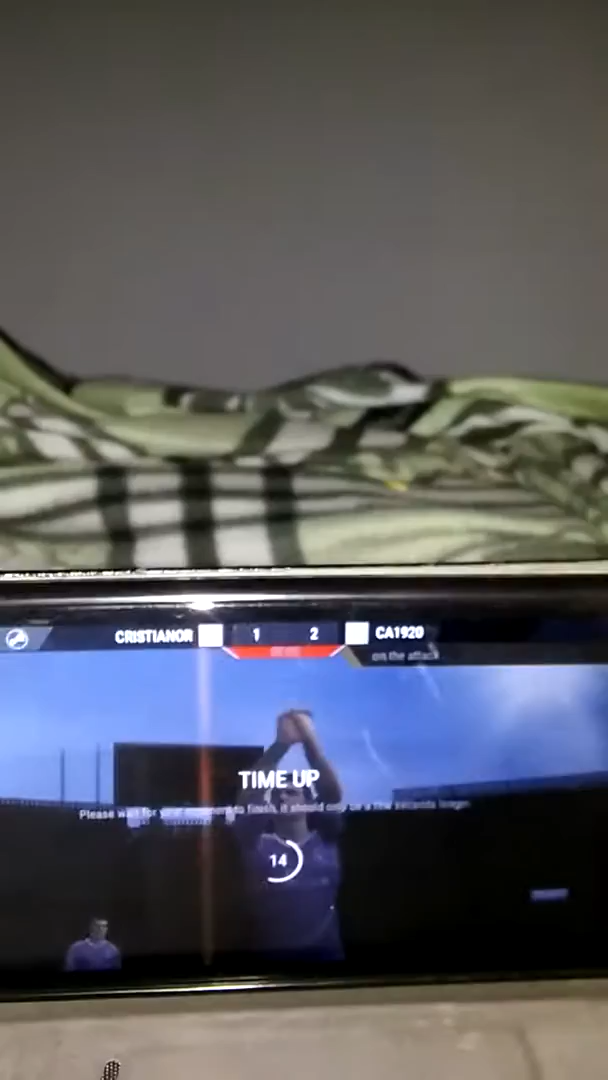 CRISTIANOR 1 2 CA1920
on the attack
TIME UP
Please wait for your opponent to finish, it should only be a few seconds longer.
14